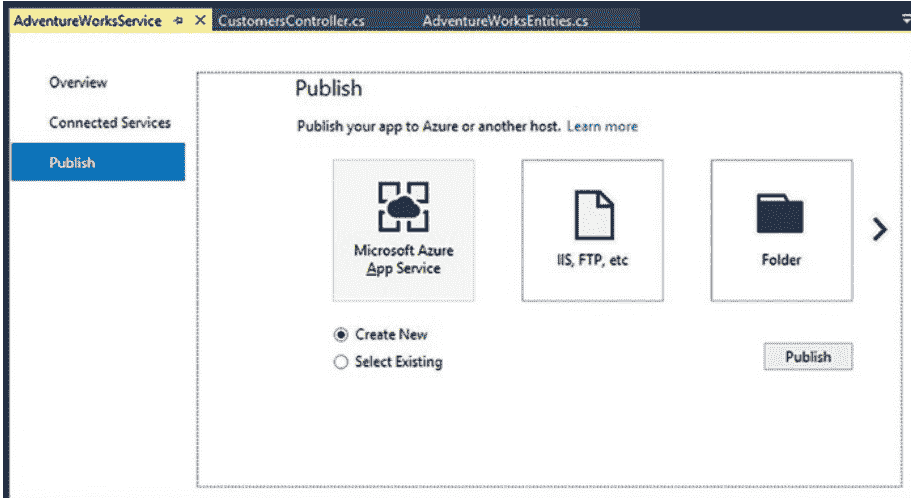 AdventureWorksService CustomersController.cs AdventureWorksEntities.cs
Overview
Connected Services
Publish
Publish
Publish your app to Azure or another host. Learn more
Microsoft Azure
App Service
IIS, FTP, etc
Folder
Create New
Select Existing
Publish